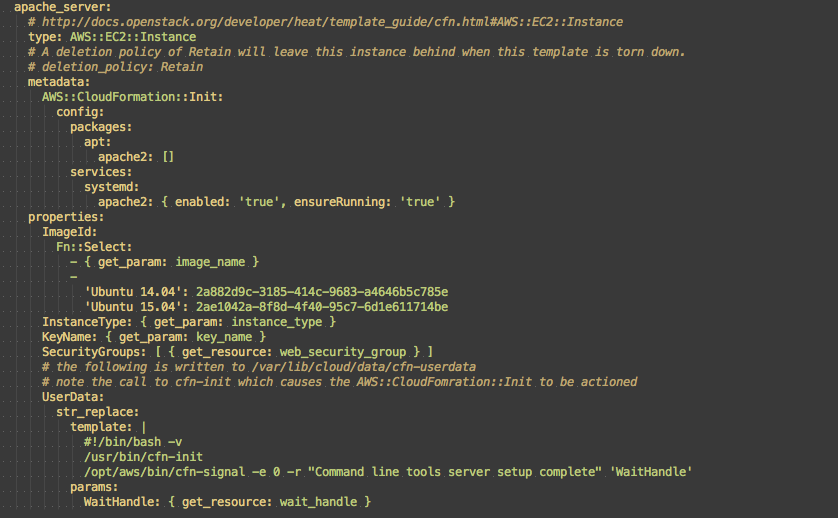 apache_server:
# http://docs.openstack.org/developer/heat/template_guide/cfn.html#AWS::EC2::Instance
type: AWS::EC2::Instance
# A deletion policy of Retain will leave this instance behind when this template is torn down.
# deletion_policy: Retain
metadata:
AWS::CloudFormation::Init:
config:
packages:
apt:
apache2: []
services:
systemd:
apache2: { enabled: 'true', ensureRunning: 'true' }
properties:
ImageId:
Fn::Select:
- { get_param: image_name }
-
'Ubuntu 14.04': 2a882d9c-3185-414c-9683-a4646b5c785e
'Ubuntu 15.04': 2ae1042a-8f8d-4f40-95c7-6d1e611714be
InstanceType: { get_param: instance_type }
KeyName: { get_param: key_name }
SecurityGroups: [ { get_resource: web_security_group } ]
# the following is written to /var/lib/cloud/data/cfn-userdata
# note the call to cfn-init which causes the AWS::CloudFomration::Init to be actioned
UserData:
str_replace:
template: |
#!/bin/bash -v
/usr/bin/cfn-init
/opt/aws/bin/cfn-signal -e 0 -r "Command line tools server setup complete" 'WaitHandle'
params:
WaitHandle: { get_resource: wait_handle }